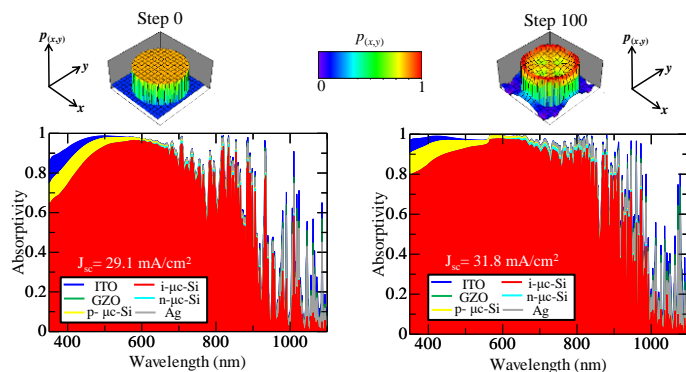 Step 0
Step 100
p(x,y)
y
x
p(x,y)
0
1
p(x,y)
y
x
1
0.8
0.6
0.4
0.2
0
Absorptivity
Jsc= 29.1 mA/cm2
ITO
i-μc-Si
GZO
n-μc-Si
p- μc-Si
Ag
400
600
800
1000
Wavelength (nm)
1
0.8
0.6
0.4
0.2
0
Absorptivity
Jsc= 31.8 mA/cm2
ITO
i-μc-Si
GZO
n-μc-Si
p- μc-Si
Ag
400
600
800
1000
Wavelength (nm)